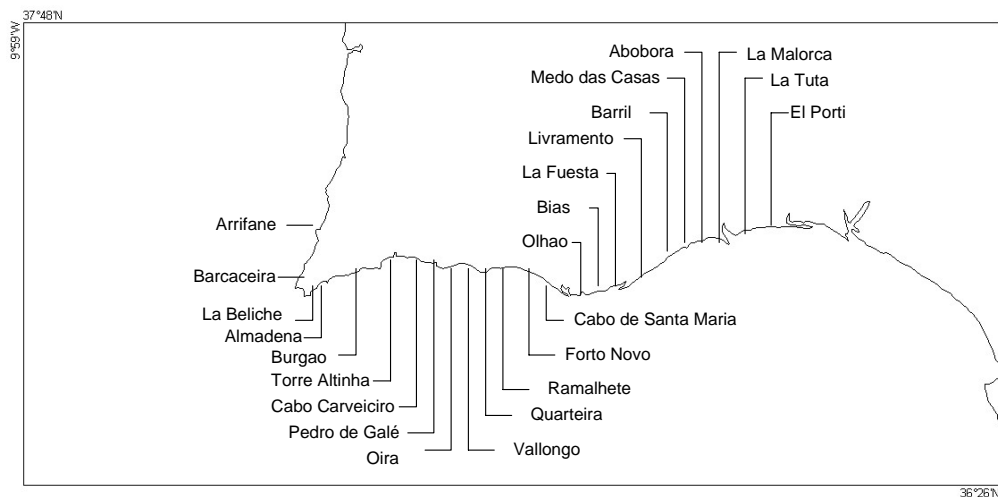 37°48'N
9°59'W
Abobora
La Malorca
Medo das Casas
La Tuta
Barril
El Porti
Livramento
La Fuesta
Bias
Arrifane
Olhao
Barcaceira
La Beliche
Cabo de Santa Maria
Almadena
Burgao
Forto Novo
Torre Altinha
Ramalhete
Cabo Carveiciro
Quarteira
Pedro de Galé
Vallongo
Oira
36°26'N